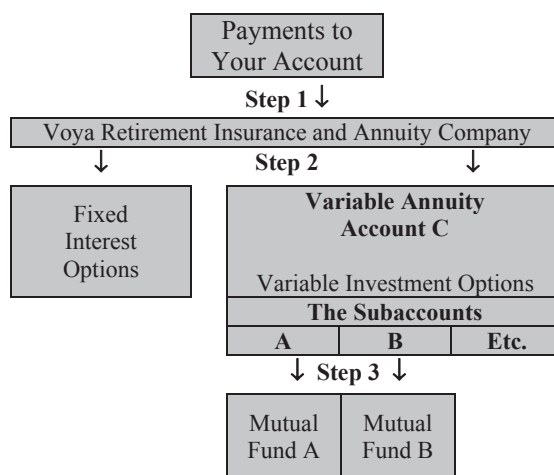 Payments to
Your Account
Step 1 ↓
Voya Retirement Insurance and Annuity Company
↓ Step 2 ↓
Fixed
Interest
Options
Variable Annuity
Account C
Variable Investment Options
The Subaccounts
A B Etc.
↓ Step 3 ↓
Mutual
Fund A
Mutual
Fund B